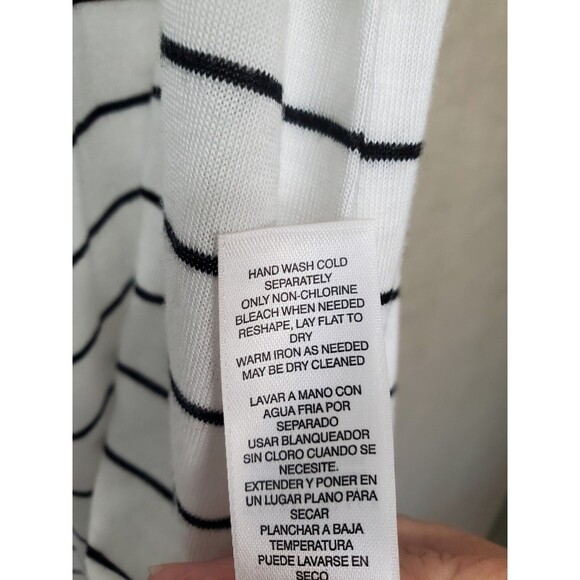 HAND WASH COLD
SEPARATELY
ONLY NON-CHLORINE
BLEACH WHEN NEEDED
RESHAPE, LAY FLAT TO
DRY
WARM IRON AS NEEDED
MAY BE DRY CLEANED
LAVAR A MANO CON
AGUA FRIA POR
SEPARADO
USAR BLANQUEADOR
SIN CLORO CUANDO SE
NECESITE.
EXTENDER Y PONER EN
UN LUGAR PLANO PARA
SECAR
PLANCHAR A BAJA
TEMPERATURA
PUEDE LAVARSE EN
SECO